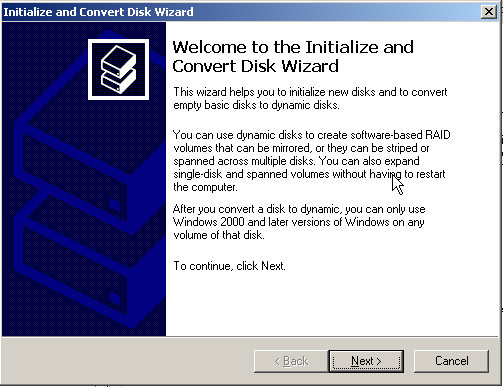 Initialize and Convert Disk Wizard
Welcome to the Initialize and
Convert Disk Wizard
This wizard helps you to initialize new disks and to convert
empty basic disks to dynamic disks.
You can use dynamic disks to create software-based RAID
volumes that can be mirrored, or they can be striped or
spanned across multiple disks. You can also expand
single-disk and spanned volumes without having to restart
the computer.
After you convert a disk to dynamic, you can only use
Windows 2000 and later versions of Windows on any
volume of that disk.
To continue, click Next.
< Back
Next >
Cancel